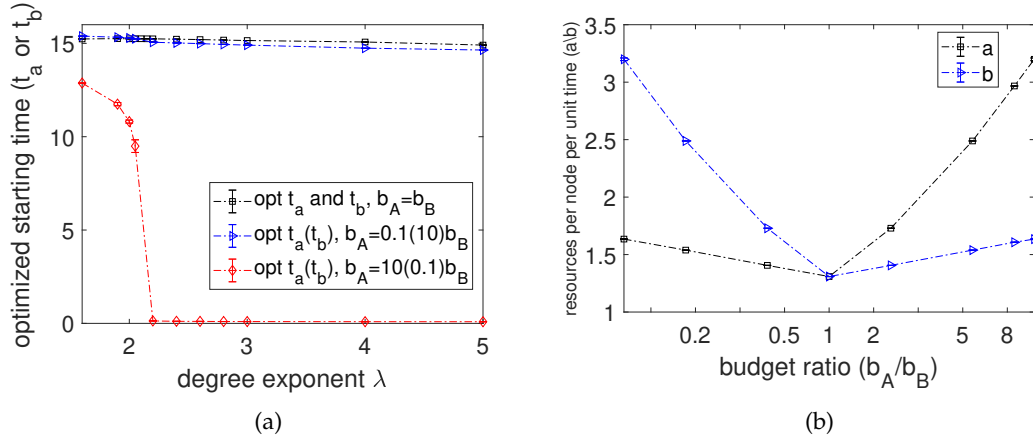 optimized starting time (t_a or t_b)
15
10
5
0
2
3
4
5
opt t_a and t_b, b_A=b_B
opt t_a(t_b), b_A=0.1(10)b_B
opt t_a(t_b), b_A=10(0.1)b_B
degree exponent λ
(a)
resources per node per unit time (a\b)
3.5
3
2.5
2
1.5
1
a
b
0.2
0.5
1
2
5
8
budget ratio (b_A/b_B)
(b)